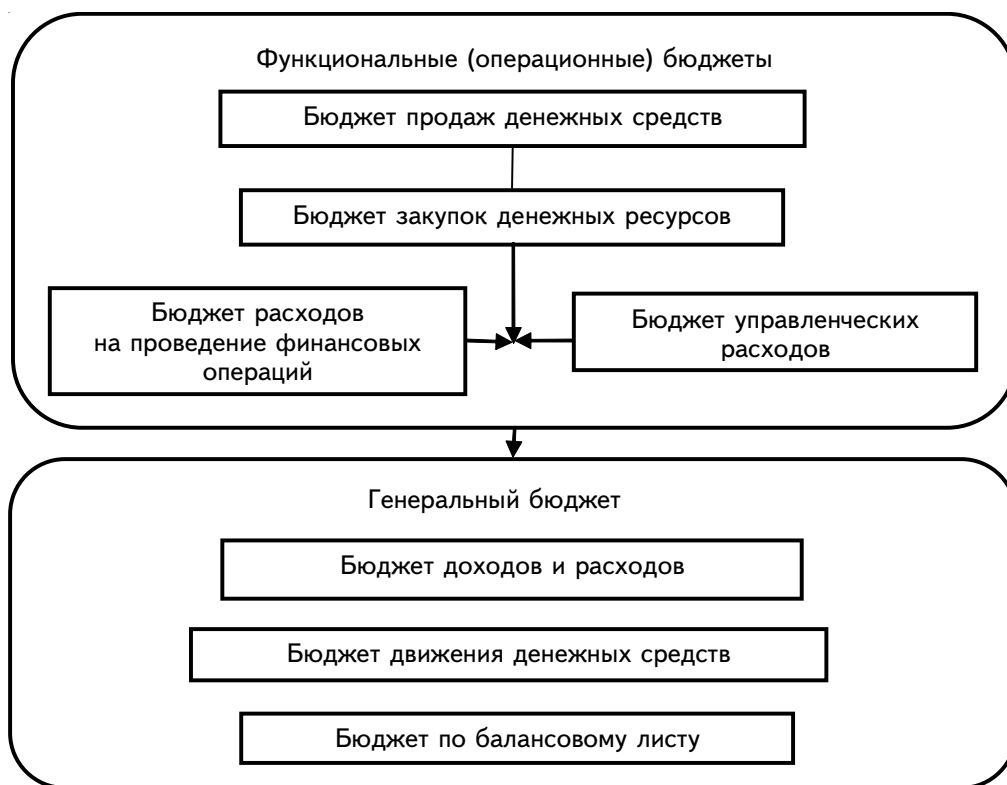 Функциональные (операционные) бюджеты
Бюджет продаж денежных средств
Бюджет закупок денежных ресурсов
Бюджет расходов
на проведение финансовых
операций
Бюджет управленческих
расходов
Генеральный бюджет
Бюджет доходов и расходов
Бюджет движения денежных средств
Бюджет по балансовому листу